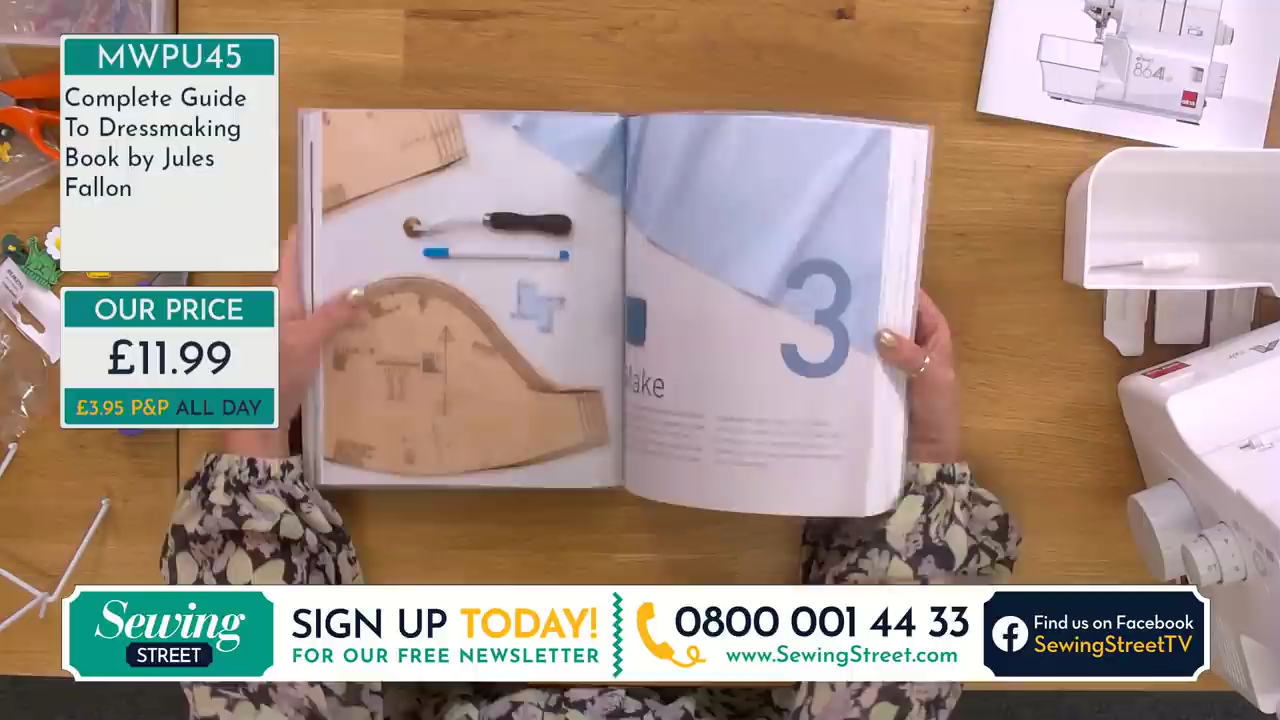 MWPU45
Complete Guide
To Dressmaking
Book by Jules
Fallon
OUR PRICE
£11.99
£3.95 P&P ALL DAY
3
Make
864
Sewing
STREET
SIGN UP TODAY!
FOR OUR FREE NEWSLETTER
0800 001 44 33
www.SewingStreet.com
Find us on Facebook
SewingStreetTV